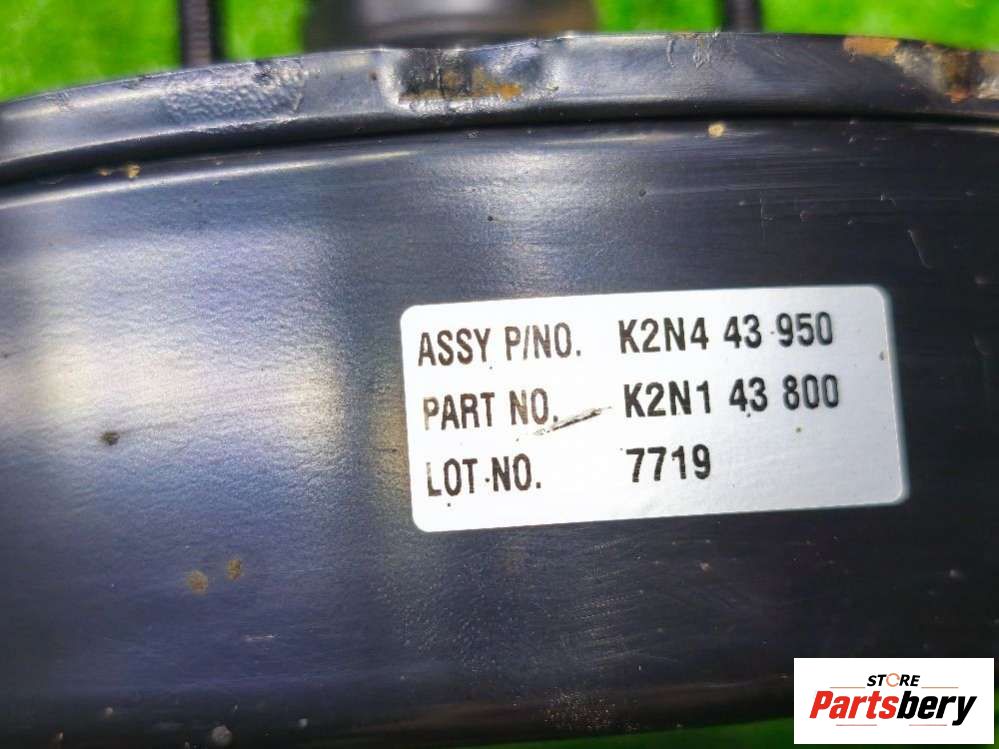 ASSY P/NO. K2N4 43 950
PART NO. K2N1 43 800
LOT NO. 7719
STORE
Partsbery